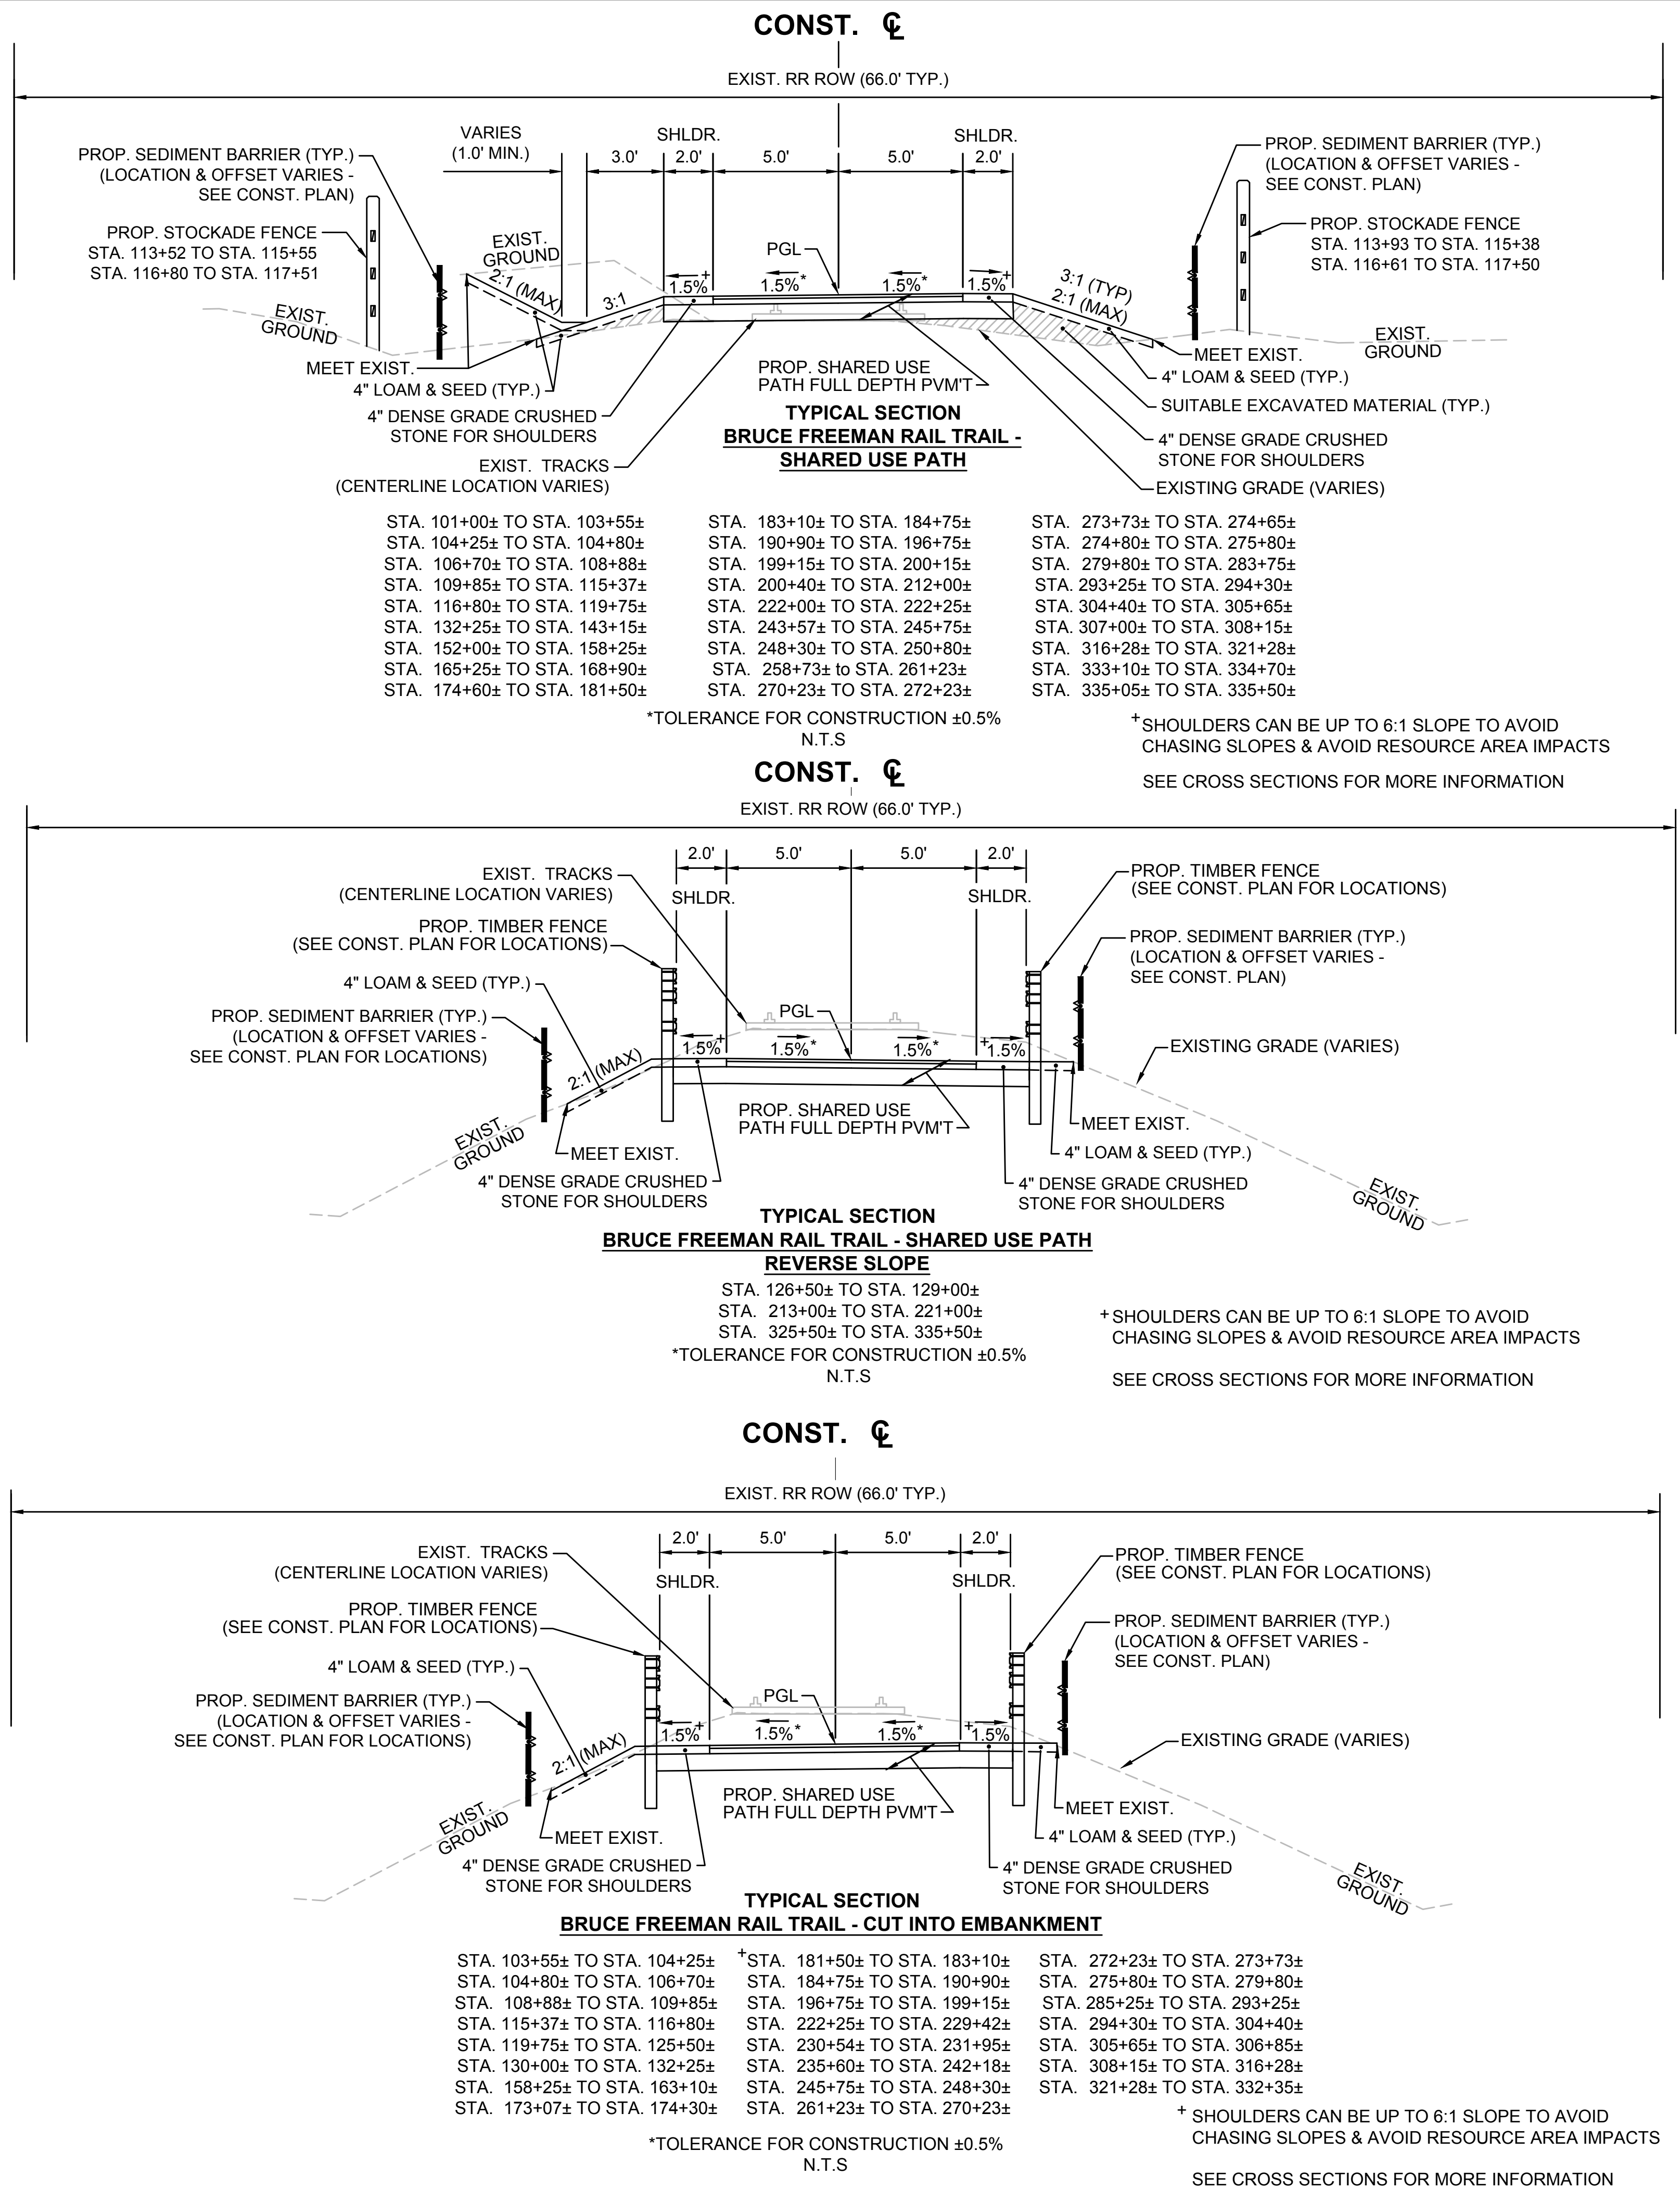 CONST. ℄
EXIST. RR ROW (66.0' TYP.)
VARIES
(1.0' MIN.)
3.0'
SHLDR.
2.0'
5.0'
5.0'
SHLDR.
2.0'
PROP. SEDIMENT BARRIER (TYP.)
(LOCATION & OFFSET VARIES -
SEE CONST. PLAN)
PROP. STOCKADE FENCE
STA. 113+52 TO STA. 115+55
STA. 116+80 TO STA. 117+51
PROP. SEDIMENT BARRIER (TYP.)
(LOCATION & OFFSET VARIES -
SEE CONST. PLAN)
PROP. STOCKADE FENCE
STA. 113+93 TO STA. 115+38
STA. 116+61 TO STA. 117+50
EXIST.
GROUND
2:1 (MAX)
3:1
PGL
+
1.5%
1.5%*
1.5%*
+
1.5%
3:1 (TYP)
2:1 (MAX)
EXIST.
GROUND
EXIST.
GROUND
MEET EXIST.
4" LOAM & SEED (TYP.)
4" DENSE GRADE CRUSHED
STONE FOR SHOULDERS
EXIST. TRACKS
(CENTERLINE LOCATION VARIES)
PROP. SHARED USE
PATH FULL DEPTH PVM'T
MEET EXIST.
4" LOAM & SEED (TYP.)
SUITABLE EXCAVATED MATERIAL (TYP.)
4" DENSE GRADE CRUSHED
STONE FOR SHOULDERS
EXISTING GRADE (VARIES)
TYPICAL SECTION
BRUCE FREEMAN RAIL TRAIL -
SHARED USE PATH
STA. 101+00± TO STA. 103+55±
STA. 104+25± TO STA. 104+80±
STA. 106+70± TO STA. 108+88±
STA. 109+85± TO STA. 115+37±
STA. 116+80± TO STA. 119+75±
STA. 132+25± TO STA. 143+15±
STA. 152+00± TO STA. 158+25±
STA. 165+25± TO STA. 168+90±
STA. 174+60± TO STA. 181+50±
STA. 183+10± TO STA. 184+75±
STA. 190+90± TO STA. 196+75±
STA. 199+15± TO STA. 200+15±
STA. 200+40± TO STA. 212+00±
STA. 222+00± TO STA. 222+25±
STA. 243+57± TO STA. 245+75±
STA. 248+30± TO STA. 250+80±
STA. 258+73± to STA. 261+23±
STA. 270+23± TO STA. 272+23±
STA. 273+73± TO STA. 274+65±
STA. 274+80± TO STA. 275+80±
STA. 279+80± TO STA. 283+75±
STA. 293+25± TO STA. 294+30±
STA. 304+40± TO STA. 305+65±
STA. 307+00± TO STA. 308+15±
STA. 316+28± TO STA. 321+28±
STA. 333+10± TO STA. 334+70±
STA. 335+05± TO STA. 335+50±
*TOLERANCE FOR CONSTRUCTION ±0.5%
N.T.S
+SHOULDERS CAN BE UP TO 6:1 SLOPE TO AVOID
CHASING SLOPES & AVOID RESOURCE AREA IMPACTS
SEE CROSS SECTIONS FOR MORE INFORMATION
CONST. ℄
EXIST. RR ROW (66.0' TYP.)
2.0'
5.0'
5.0'
2.0'
SHLDR.
SHLDR.
EXIST. TRACKS
(CENTERLINE LOCATION VARIES)
PROP. TIMBER FENCE
(SEE CONST. PLAN FOR LOCATIONS)
4" LOAM & SEED (TYP.)
PROP. SEDIMENT BARRIER (TYP.)
(LOCATION & OFFSET VARIES -
SEE CONST. PLAN FOR LOCATIONS)
PROP. TIMBER FENCE
(SEE CONST. PLAN FOR LOCATIONS)
PROP. SEDIMENT BARRIER (TYP.)
(LOCATION & OFFSET VARIES -
SEE CONST. PLAN)
EXISTING GRADE (VARIES)
PGL
2:1 (MAX)
1.5%+
1.5%*
1.5%*
+1.5%
EXIST.
GROUND
MEET EXIST.
4" DENSE GRADE CRUSHED
STONE FOR SHOULDERS
PROP. SHARED USE
PATH FULL DEPTH PVM'T
MEET EXIST.
4" LOAM & SEED (TYP.)
4" DENSE GRADE CRUSHED
STONE FOR SHOULDERS
EXIST.
GROUND
TYPICAL SECTION
BRUCE FREEMAN RAIL TRAIL - SHARED USE PATH
REVERSE SLOPE
STA. 126+50± TO STA. 129+00±
STA. 213+00± TO STA. 221+00±
STA. 325+50± TO STA. 335+50±
*TOLERANCE FOR CONSTRUCTION ±0.5%
N.T.S
+SHOULDERS CAN BE UP TO 6:1 SLOPE TO AVOID
CHASING SLOPES & AVOID RESOURCE AREA IMPACTS
SEE CROSS SECTIONS FOR MORE INFORMATION
CONST. ℄
EXIST. RR ROW (66.0' TYP.)
2.0'
5.0'
5.0'
2.0'
SHLDR.
SHLDR.
EXIST. TRACKS
(CENTERLINE LOCATION VARIES)
PROP. TIMBER FENCE
(SEE CONST. PLAN FOR LOCATIONS)
4" LOAM & SEED (TYP.)
PROP. SEDIMENT BARRIER (TYP.)
(LOCATION & OFFSET VARIES -
SEE CONST. PLAN FOR LOCATIONS)
PROP. TIMBER FENCE
(SEE CONST. PLAN FOR LOCATIONS)
PROP. SEDIMENT BARRIER (TYP.)
(LOCATION & OFFSET VARIES -
SEE CONST. PLAN)
EXISTING GRADE (VARIES)
PGL
2:1 (MAX)
1.5%+
1.5%*
1.5%*
+1.5%
EXIST.
GROUND
MEET EXIST.
4" DENSE GRADE CRUSHED
STONE FOR SHOULDERS
PROP. SHARED USE
PATH FULL DEPTH PVM'T
MEET EXIST.
4" LOAM & SEED (TYP.)
4" DENSE GRADE CRUSHED
STONE FOR SHOULDERS
EXIST.
GROUND
TYPICAL SECTION
BRUCE FREEMAN RAIL TRAIL - CUT INTO EMBANKMENT
STA. 103+55± TO STA. 104+25±
STA. 104+80± TO STA. 106+70±
STA. 108+88± TO STA. 109+85±
STA. 115+37± TO STA. 116+80±
STA. 119+75± TO STA. 125+50±
STA. 130+00± TO STA. 132+25±
STA. 158+25± TO STA. 163+10±
STA. 173+07± TO STA. 174+30±
+STA. 181+50± TO STA. 183+10±
STA. 184+75± TO STA. 190+90±
STA. 196+75± TO STA. 199+15±
STA. 222+25± TO STA. 229+42±
STA. 230+54± TO STA. 231+95±
STA. 235+60± TO STA. 242+18±
STA. 245+75± TO STA. 248+30±
STA. 261+23± TO STA. 270+23±
STA. 272+23± TO STA. 273+73±
STA. 275+80± TO STA. 279+80±
STA. 285+25± TO STA. 293+25±
STA. 294+30± TO STA. 304+40±
STA. 305+65± TO STA. 306+85±
STA. 308+15± TO STA. 316+28±
STA. 321+28± TO STA. 332+35±
*TOLERANCE FOR CONSTRUCTION ±0.5%
N.T.S
+ SHOULDERS CAN BE UP TO 6:1 SLOPE TO AVOID
CHASING SLOPES & AVOID RESOURCE AREA IMPACTS
SEE CROSS SECTIONS FOR MORE INFORMATION